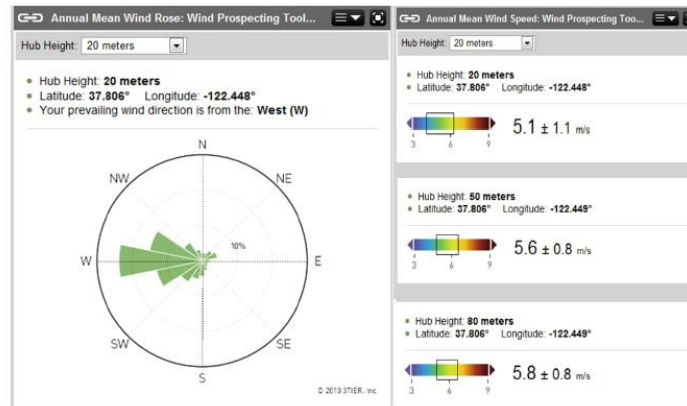 Annual Mean Wind Rose: Wind Prospecting Tool...
Hub Height: 20 meters
Hub Height: 20 meters
Latitude: 37.806° Longitude: -122.448°
Your prevailing wind direction is from the: West (W)
N
NW
NE
10%
W
E
SW
SE
S
© 2010 3TIER, Inc.
Annual Mean Wind Speed: Wind Prospecting Too...
Hub Height: 20 meters
Hub Height: 20 meters
Latitude: 37.806° Longitude: -122.448°
5.1 ± 1.1 m/s
3 6 9
Hub Height: 50 meters
Latitude: 37.806° Longitude: -122.449°
5.6 ± 0.8 m/s
3 6 9
Hub Height: 80 meters
Latitude: 37.806° Longitude: -122.449°
5.8 ± 0.8 m/s
3 6 9